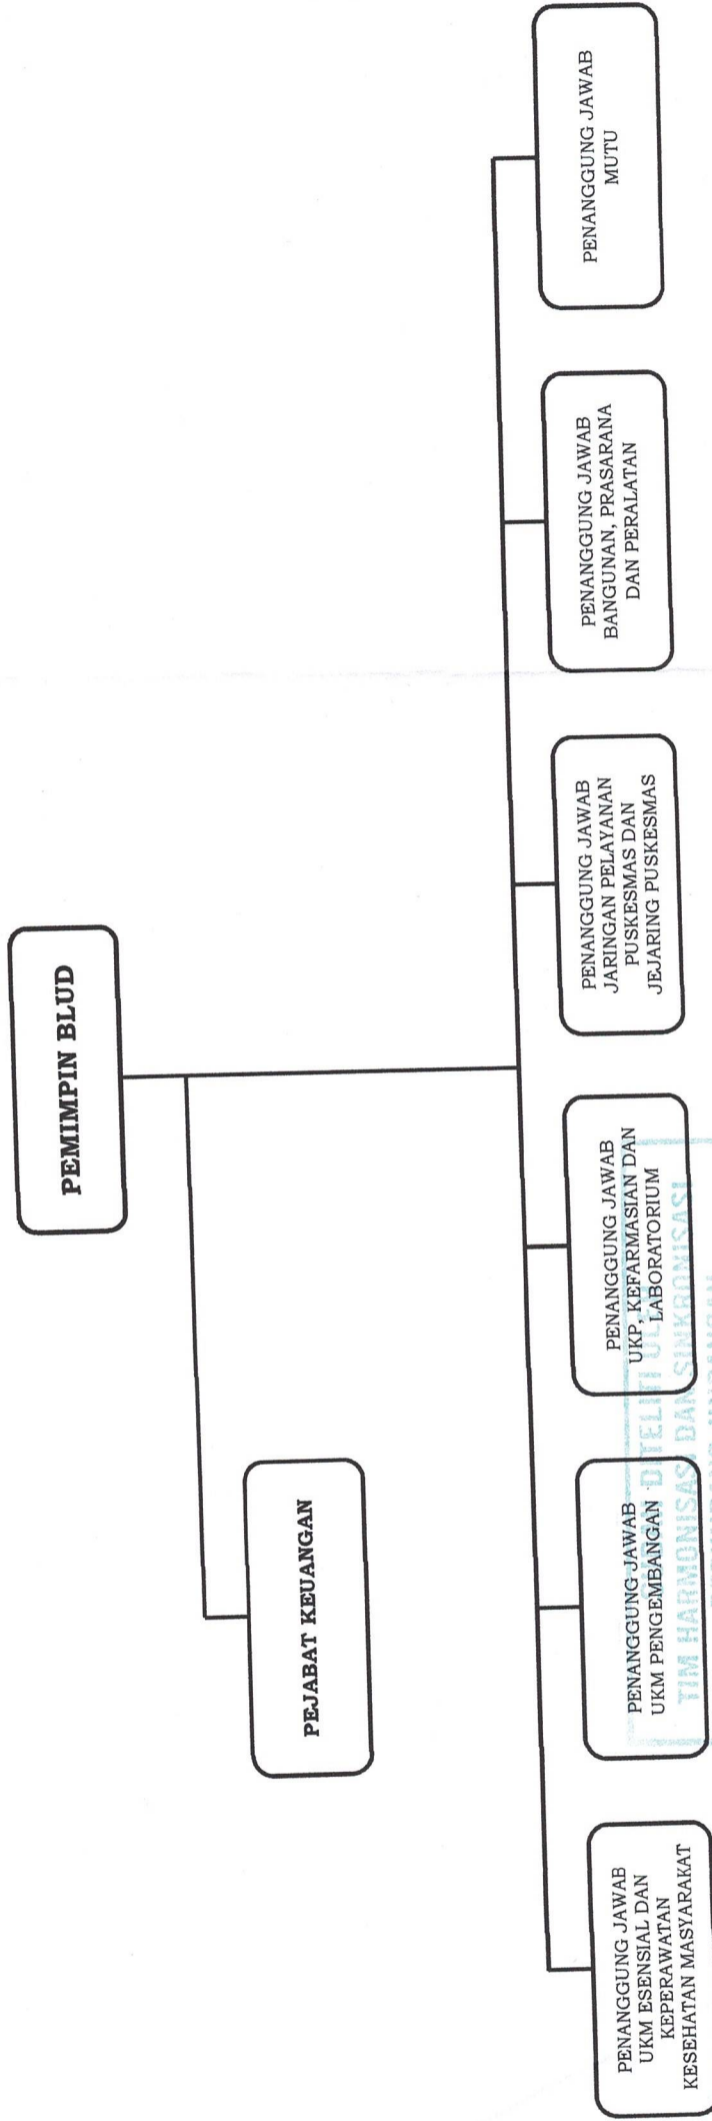 PEMIMPIN BLUD
PEJABAT KEUANGAN
PENANGGUNG JAWAB
UKM ESENSIAL DAN
KEPERAWATAN
KESEHATAN MASYARAKAT
PENANGGUNG JAWAB
UKM PENGEMBANGAN
PENANGGUNG JAWAB
UKP, KEFARMASIAN DAN
LABORATORIUM
PENANGGUNG JAWAB
JARINGAN PELAYANAN
PUSKESMAS DAN
JEJARING PUSKESMAS
PENANGGUNG JAWAB
BANGUNAN, PRASARANA
DAN PERALATAN
PENANGGUNG JAWAB
MUTU
DITELITI OLEH
TIM HARMONISASI DAN SINKRONISASI